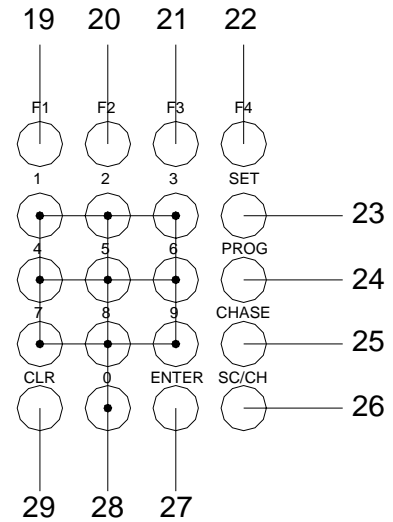 19 20 21 22
F1 F2 F3 F4
1 2 3 SET
23
4 5 6 PROG
24
7 8 9 CHASE
25
CLR 0 ENTER SC/CH
26
29 28 27